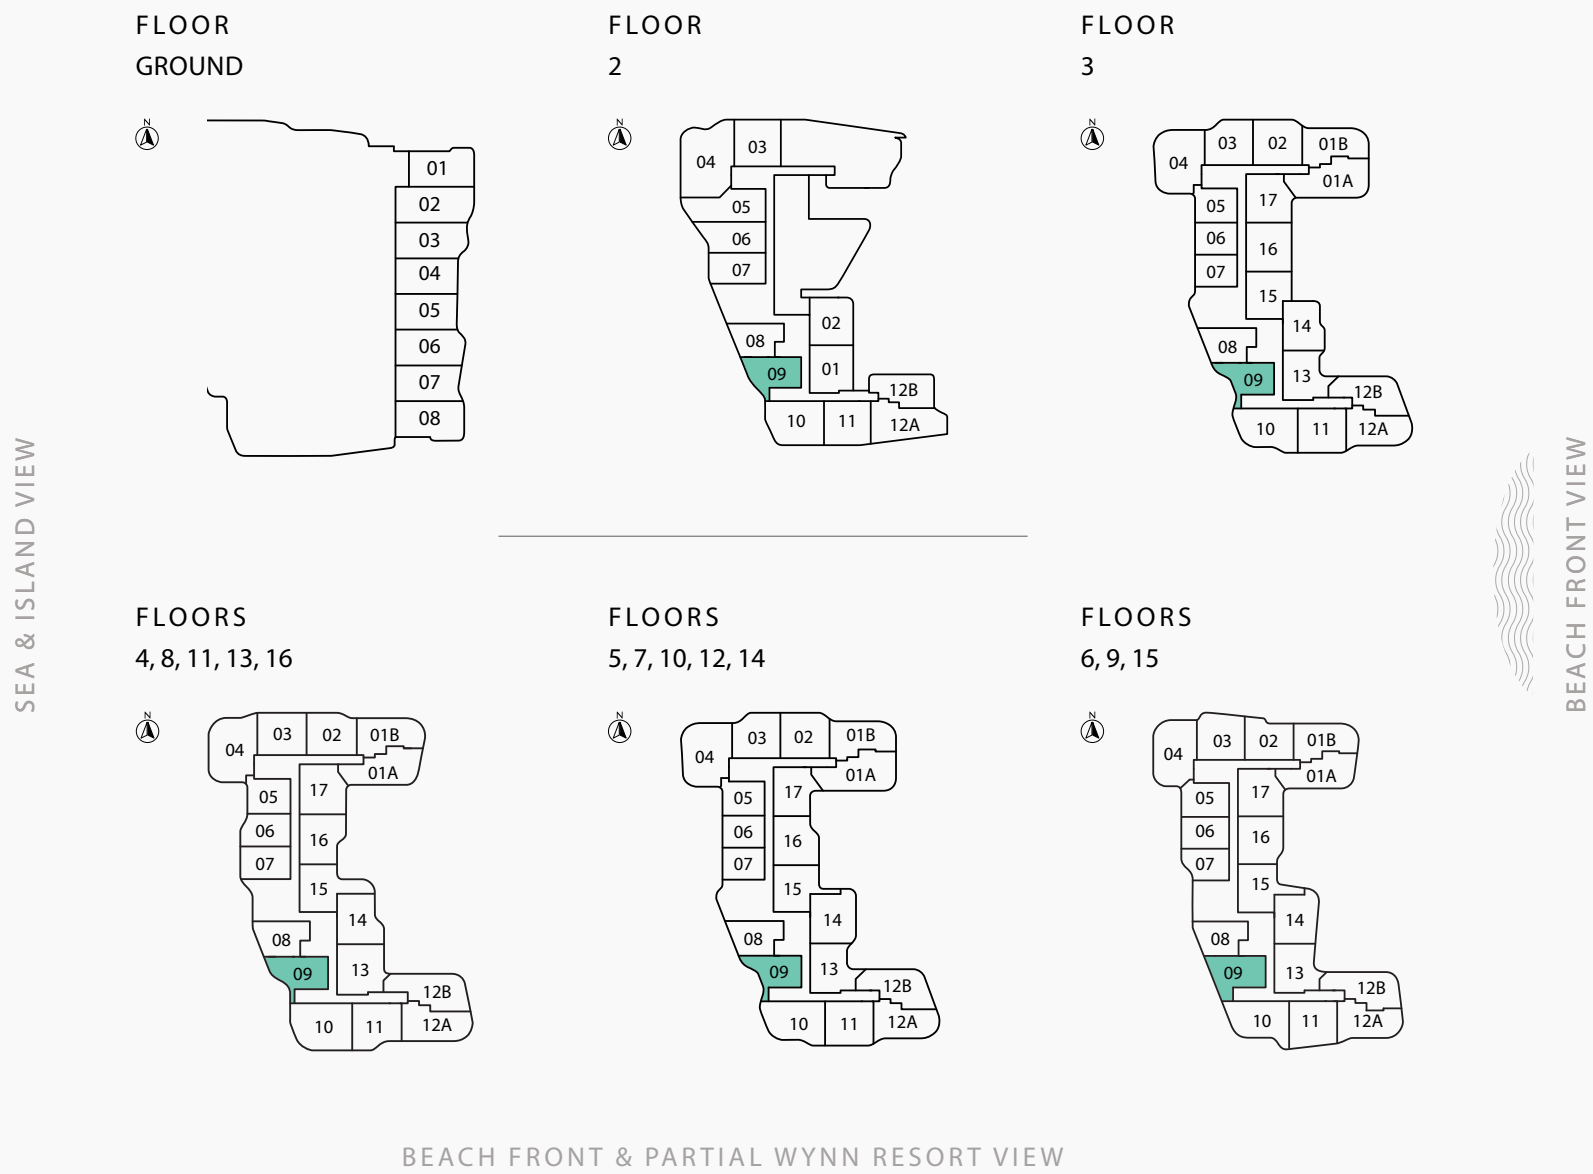 FLOOR
GROUND
N
01
02
03
04
05
06
07
08
FLOOR
2
N
03
04
05
06
07
02
08
01
09
12B
10
11
12A
FLOOR
3
N
03
02
01B
04
01A
17
05
06
16
07
15
14
08
13
09
12B
10
11
12A
SEA & ISLAND VIEW
BEACH FRONT VIEW
FLOORS
4, 8, 11, 13, 16
N
03
02
01B
04
01A
17
05
06
16
07
15
14
08
13
09
12B
10
11
12A
FLOORS
5, 7, 10, 12, 14
N
03
02
01B
04
01A
17
05
06
16
07
15
14
08
13
09
12B
10
11
12A
FLOORS
6, 9, 15
N
03
02
01B
04
01A
17
05
06
16
07
15
14
08
13
09
12B
10
11
12A
BEACH FRONT & PARTIAL WYNN RESORT VIEW